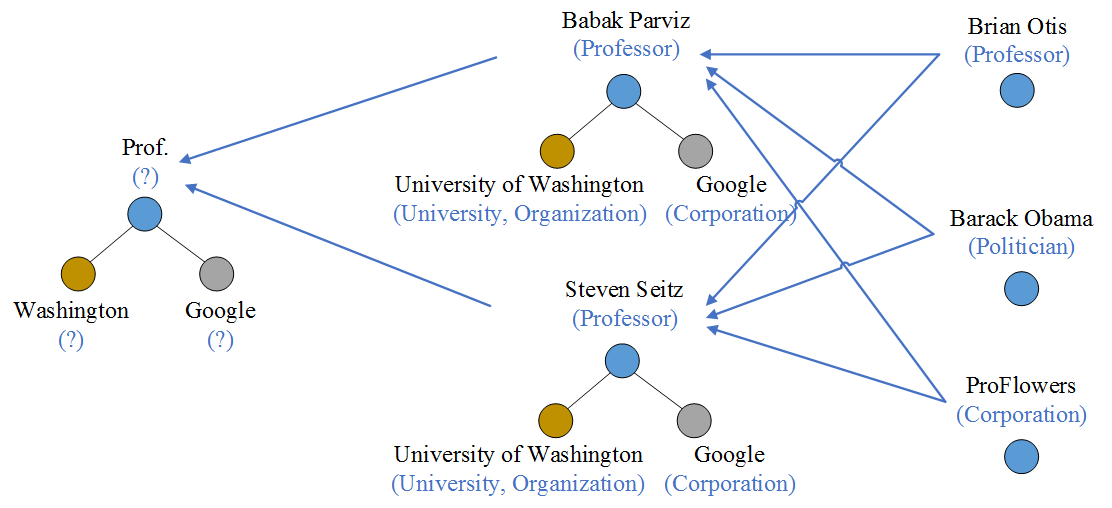 Prof.
(?)
Washington
(?)
Google
(?)
Babak Parviz
(Professor)
University of Washington
(University, Organization)
Google
(Corporation)
Steven Seitz
(Professor)
University of Washington
(University, Organization)
Google
(Corporation)
Brian Otis
(Professor)
Barack Obama
(Politician)
ProFlowers
(Corporation)